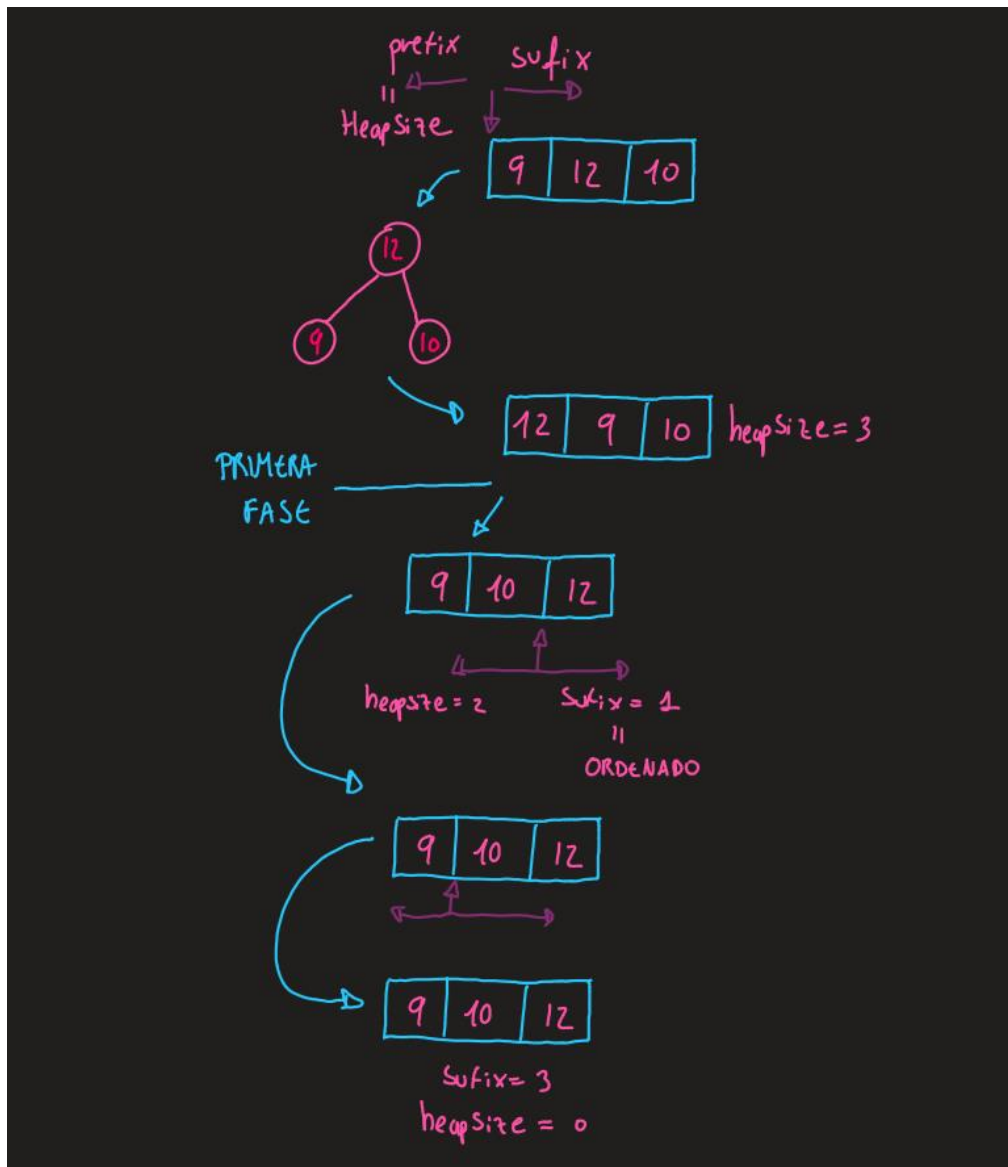 prefix sufix
=
HeapSize
9 12 10
12
9 10
12 9 10 heapSize = 3
PRIMERA
FASE
9 10 12
heapsize = 2 Sufix = 1
=
ORDENADO
9 10 12
9 10 12
Sufix = 3
heapSize = 0